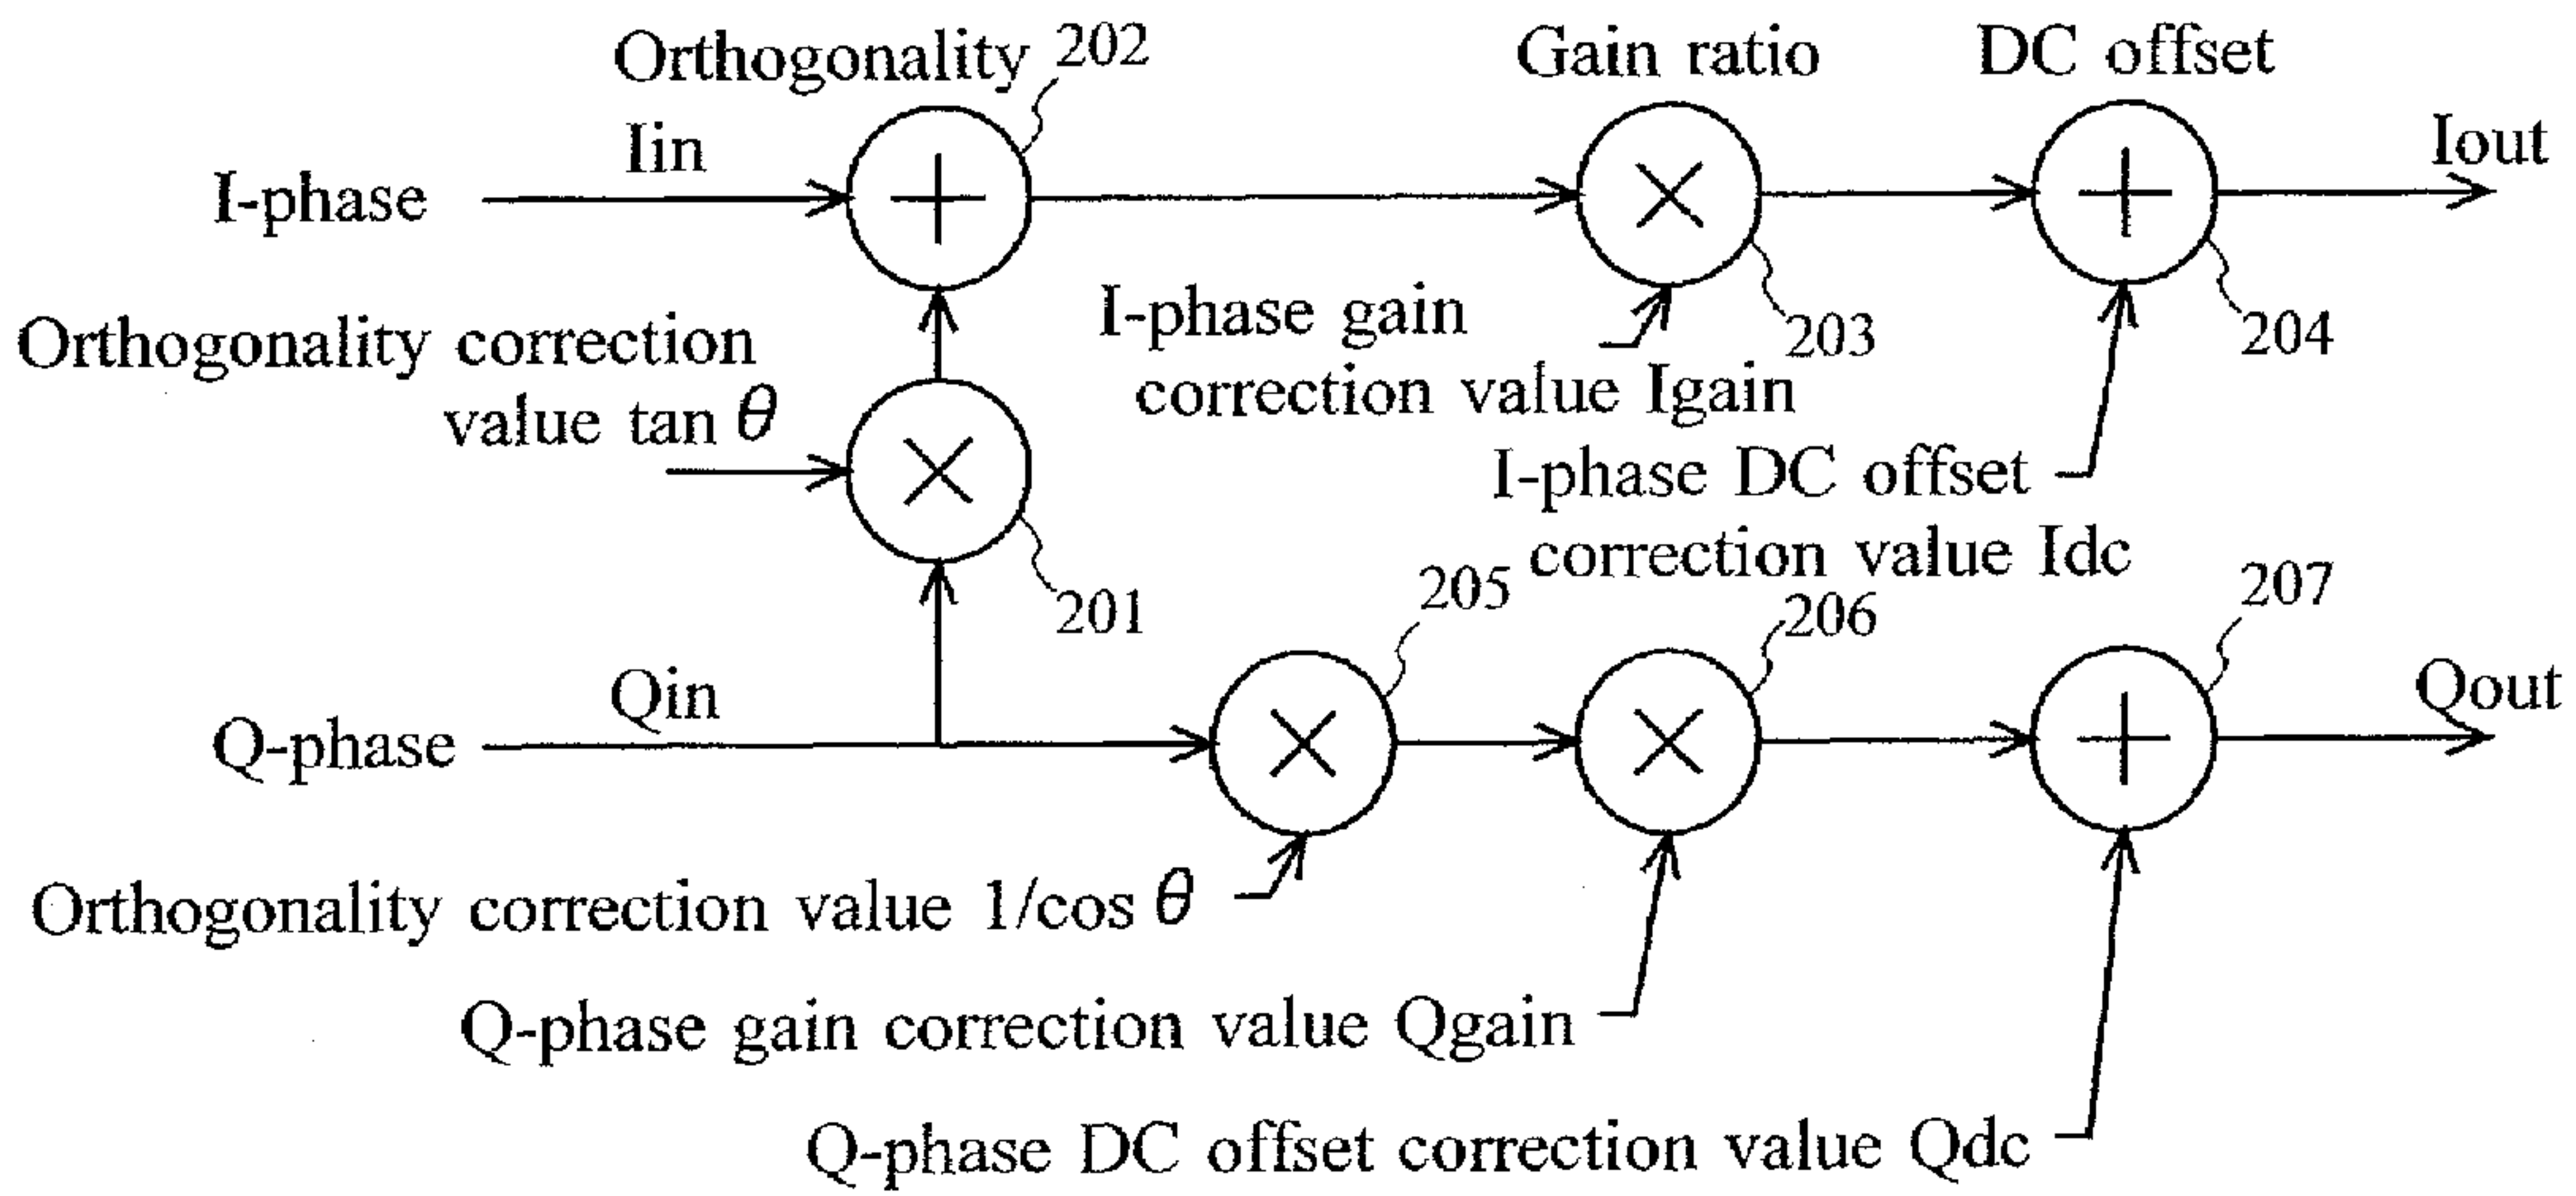 Orthogonality 202
Gain ratio
DC offset
I-phase
Iin
Iout
Orthogonality correction
value tan θ
I-phase gain
correction value Igain
203
204
I-phase DC offset
correction value Idc
201
205
206
207
Q-phase
Qin
Qout
Orthogonality correction value 1/cos θ
Q-phase gain correction value Qgain
Q-phase DC offset correction value Qdc